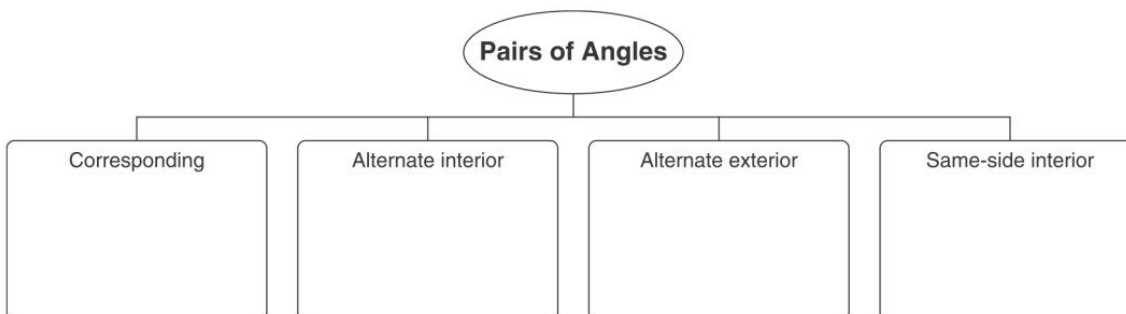 Pairs of Angles
Corresponding
Alternate interior
Alternate exterior
Same-side interior